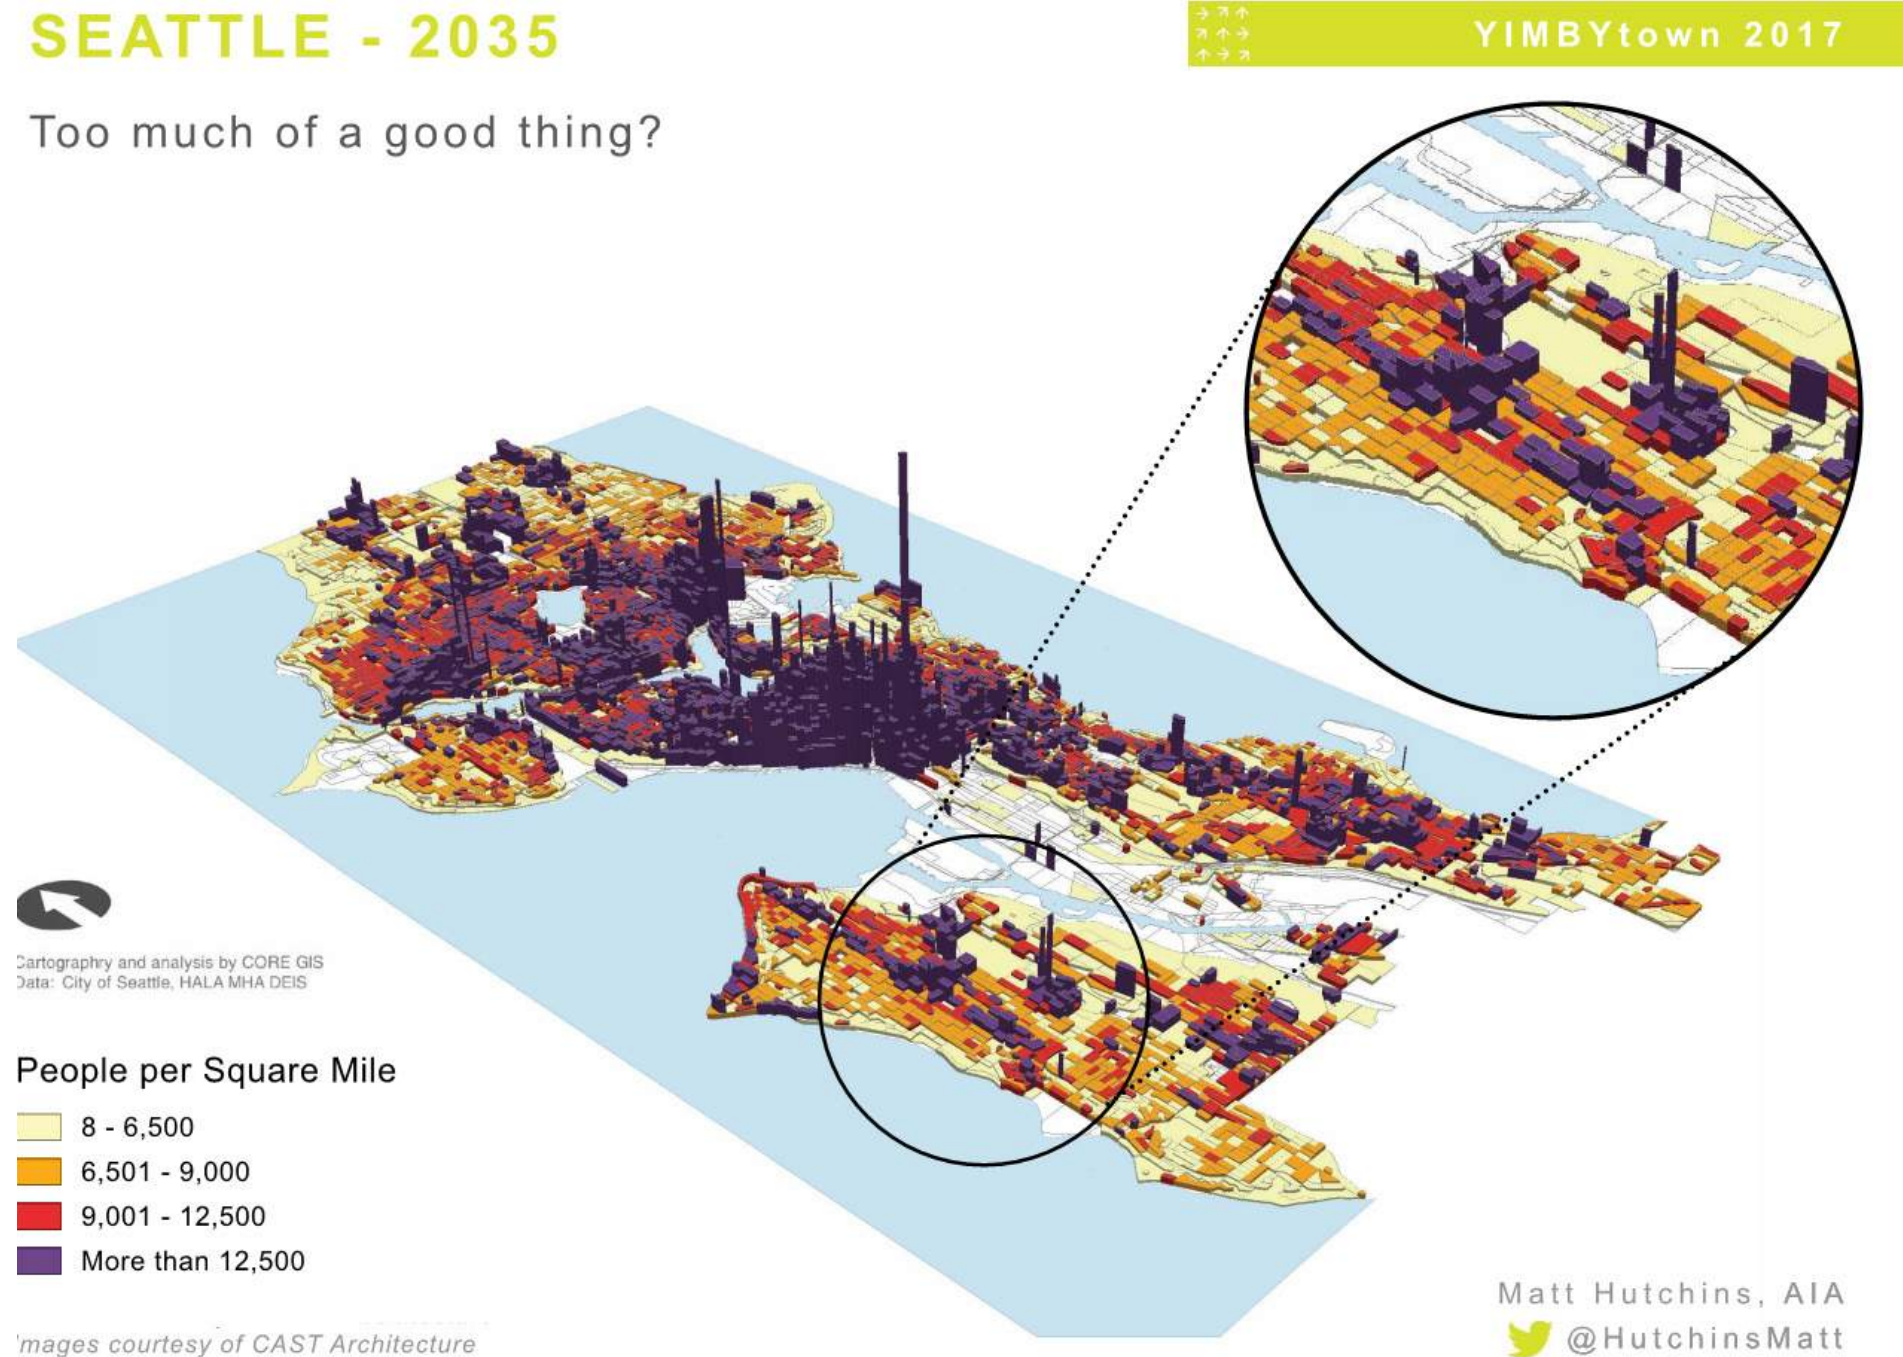 SEATTLE - 2035
YIMBYtown 2017
Too much of a good thing?
Cartographry and analysis by CORE GIS
Data: City of Seattle, HALA MHA DEIS
People per Square Mile
8 - 6,500
6,501 - 9,000
9,001 - 12,500
More than 12,500
Images courtesy of CAST Architecture
Matt Hutchins, AIA
@HutchinsMatt